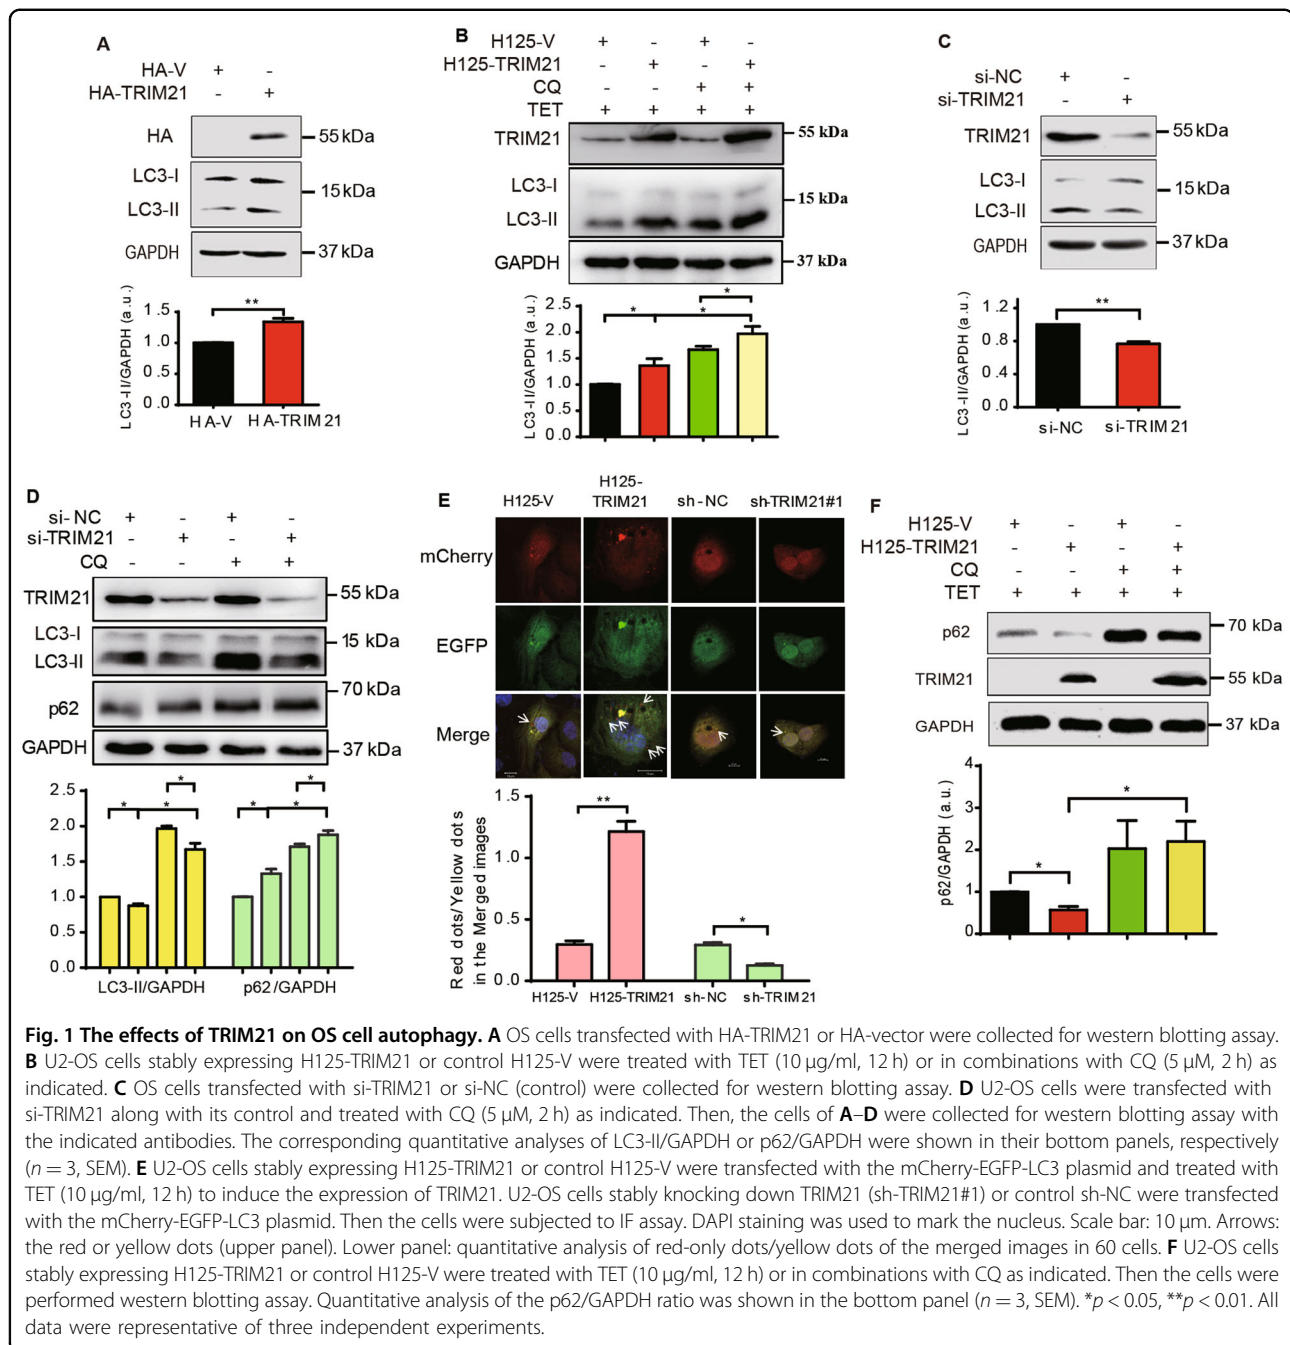 A
HA-V + -
HA-TRIM21 - +
HA 55 kDa
LC3-I
15 kDa
LC3-II
GAPDH 37 kDa
LC3-II/GAPDH (a.u.)
1.5
1.0
0.5
0.0
**
HA-V HA-TRIM21
B
H125-V + - + -
H125-TRIM21 - + - +
CQ - - + +
TET + + + +
TRIM21 55 kDa
LC3-I
15 kDa
LC3-II
GAPDH 37 kDa
LC3-II/GAPDH (a.u.)
2.5
2.0
1.5
1.0
0.5
0.0
* * *
C
si-NC + -
si-TRIM21 - +
TRIM21 55 kDa
LC3-I
15 kDa
LC3-II
GAPDH 37 kDa
LC3-II/GAPDH (a.u.)
1.2
0.8
0.4
0.0
**
si-NC si-TRIM21
D
si-NC + - + -
si-TRIM21 - + - +
CQ - - + +
TRIM21 55 kDa
LC3-I 15 kDa
LC3-II
70 kDa
p62
GAPDH 37 kDa
2.0
1.5
1.0
0.5
0.0
* * * * * *
LC3-II/GAPDH p62/GAPDH
E
H125-V H125-TRIM21 sh-NC sh-TRIM21#1
mCherry
EGFP
Merge
Red dots/Yellow dots
in the Merged images
1.5
1.0
0.5
0.0
** *
H125-V H125-TRIM21 sh-NC sh-TRIM21
F
H125-V + - + -
H125-TRIM21 - + - +
CQ - - + +
TET + + + +
p62 70 kDa
TRIM21 55 kDa
GAPDH 37 kDa
p62/GAPDH (a.u.)
4
2
1
0
* *
Fig. 1 The effects of TRIM21 on OS cell autophagy. A OS cells transfected with HA-TRIM21 or HA-vector were collected for western blotting assay.
B U2-OS cells stably expressing H125-TRIM21 or control H125-V were treated with TET (10 µg/ml, 12 h) or in combinations with CQ (5 µM, 2 h) as
indicated. C OS cells transfected with si-TRIM21 or si-NC (control) were collected for western blotting assay. D U2-OS cells were transfected with
si-TRIM21 along with its control and treated with CQ (5 µM, 2 h) as indicated. Then, the cells of A–D were collected for western blotting assay with
the indicated antibodies. The corresponding quantitative analyses of LC3-II/GAPDH or p62/GAPDH were shown in their bottom panels, respectively
(n = 3, SEM). E U2-OS cells stably expressing H125-TRIM21 or control H125-V were transfected with the mCherry-EGFP-LC3 plasmid and treated with
TET (10 µg/ml, 12 h) to induce the expression of TRIM21. U2-OS cells stably knocking down TRIM21 (sh-TRIM21#1) or control sh-NC were transfected
with the mCherry-EGFP-LC3 plasmid. Then the cells were subjected to IF assay. DAPI staining was used to mark the nucleus. Scale bar: 10 µm. Arrows:
the red or yellow dots (upper panel). Lower panel: quantitative analysis of red-only dots/yellow dots of the merged images in 60 cells. F U2-OS cells
stably expressing H125-TRIM21 or control H125-V were treated with TET (10 µg/ml, 12 h) or in combinations with CQ as indicated. Then the cells were
performed western blotting assay. Quantitative analysis of the p62/GAPDH ratio was shown in the bottom panel (n = 3, SEM). *p < 0.05, **p < 0.01. All
data were representative of three independent experiments.